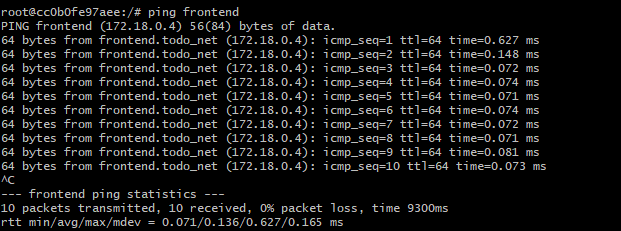 root@cc0b0fe97aee:/# ping frontend
PING frontend (172.18.0.4) 56(84) bytes of data.
64 bytes from frontend.todo_net (172.18.0.4): icmp_seq=1 ttl=64 time=0.627 ms
64 bytes from frontend.todo_net (172.18.0.4): icmp_seq=2 ttl=64 time=0.148 ms
64 bytes from frontend.todo_net (172.18.0.4): icmp_seq=3 ttl=64 time=0.072 ms
64 bytes from frontend.todo_net (172.18.0.4): icmp_seq=4 ttl=64 time=0.074 ms
64 bytes from frontend.todo_net (172.18.0.4): icmp_seq=5 ttl=64 time=0.071 ms
64 bytes from frontend.todo_net (172.18.0.4): icmp_seq=6 ttl=64 time=0.074 ms
64 bytes from frontend.todo_net (172.18.0.4): icmp_seq=7 ttl=64 time=0.072 ms
64 bytes from frontend.todo_net (172.18.0.4): icmp_seq=8 ttl=64 time=0.071 ms
64 bytes from frontend.todo_net (172.18.0.4): icmp_seq=9 ttl=64 time=0.081 ms
64 bytes from frontend.todo_net (172.18.0.4): icmp_seq=10 ttl=64 time=0.073 ms
^C
--- frontend ping statistics ---
10 packets transmitted, 10 received, 0% packet loss, time 9300ms
rtt min/avg/max/mdev = 0.071/0.136/0.627/0.165 ms